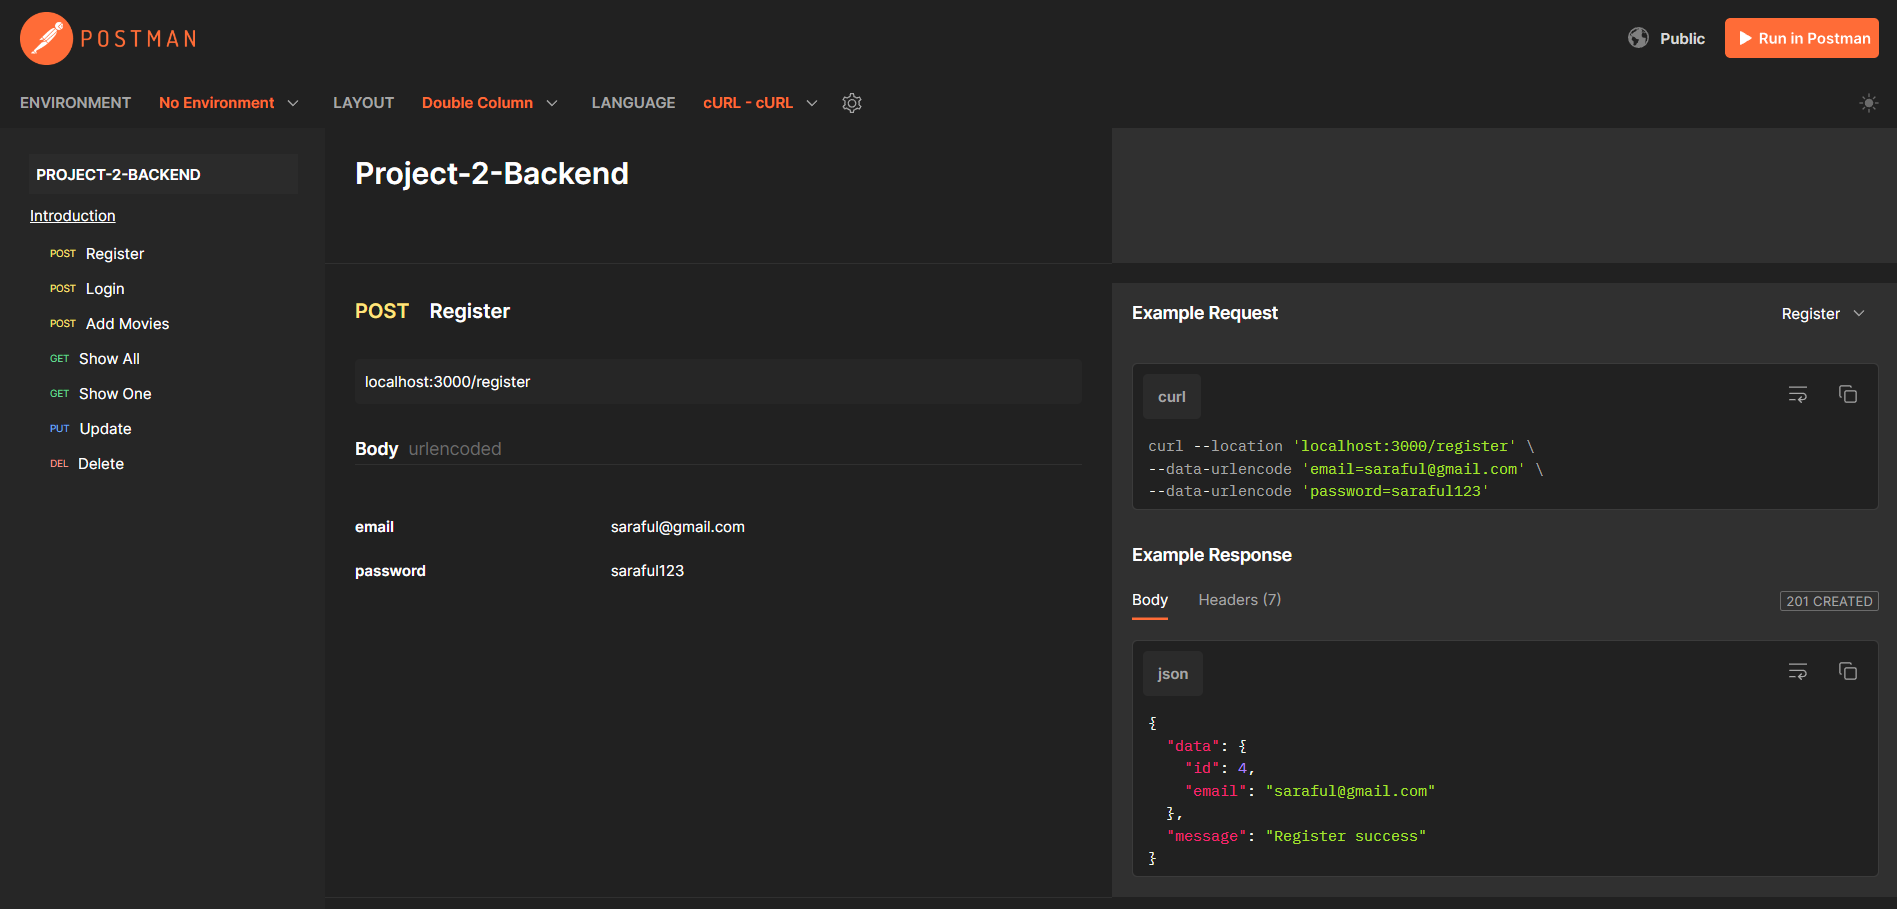 POSTMAN
Public
Run in Postman
ENVIRONMENT No Environment LAYOUT Double Column LANGUAGE cURL - cURL
PROJECT-2-BACKEND
Introduction
POST Register
POST Login
POST Add Movies
GET Show All
GET Show One
PUT Update
DEL Delete
Project-2-Backend
POST Register
localhost:3000/register
Body urlencoded
email saraful@gmail.com
password saraful123
Example Request
Register
curl
curl --location 'localhost:3000/register' \
--data-urlencode 'email=saraful@gmail.com' \
--data-urlencode 'password=saraful123'
Example Response
Body Headers (7)
201 CREATED
json
{
"data": {
"id": 4,
"email": "saraful@gmail.com"
},
"message": "Register success"
}